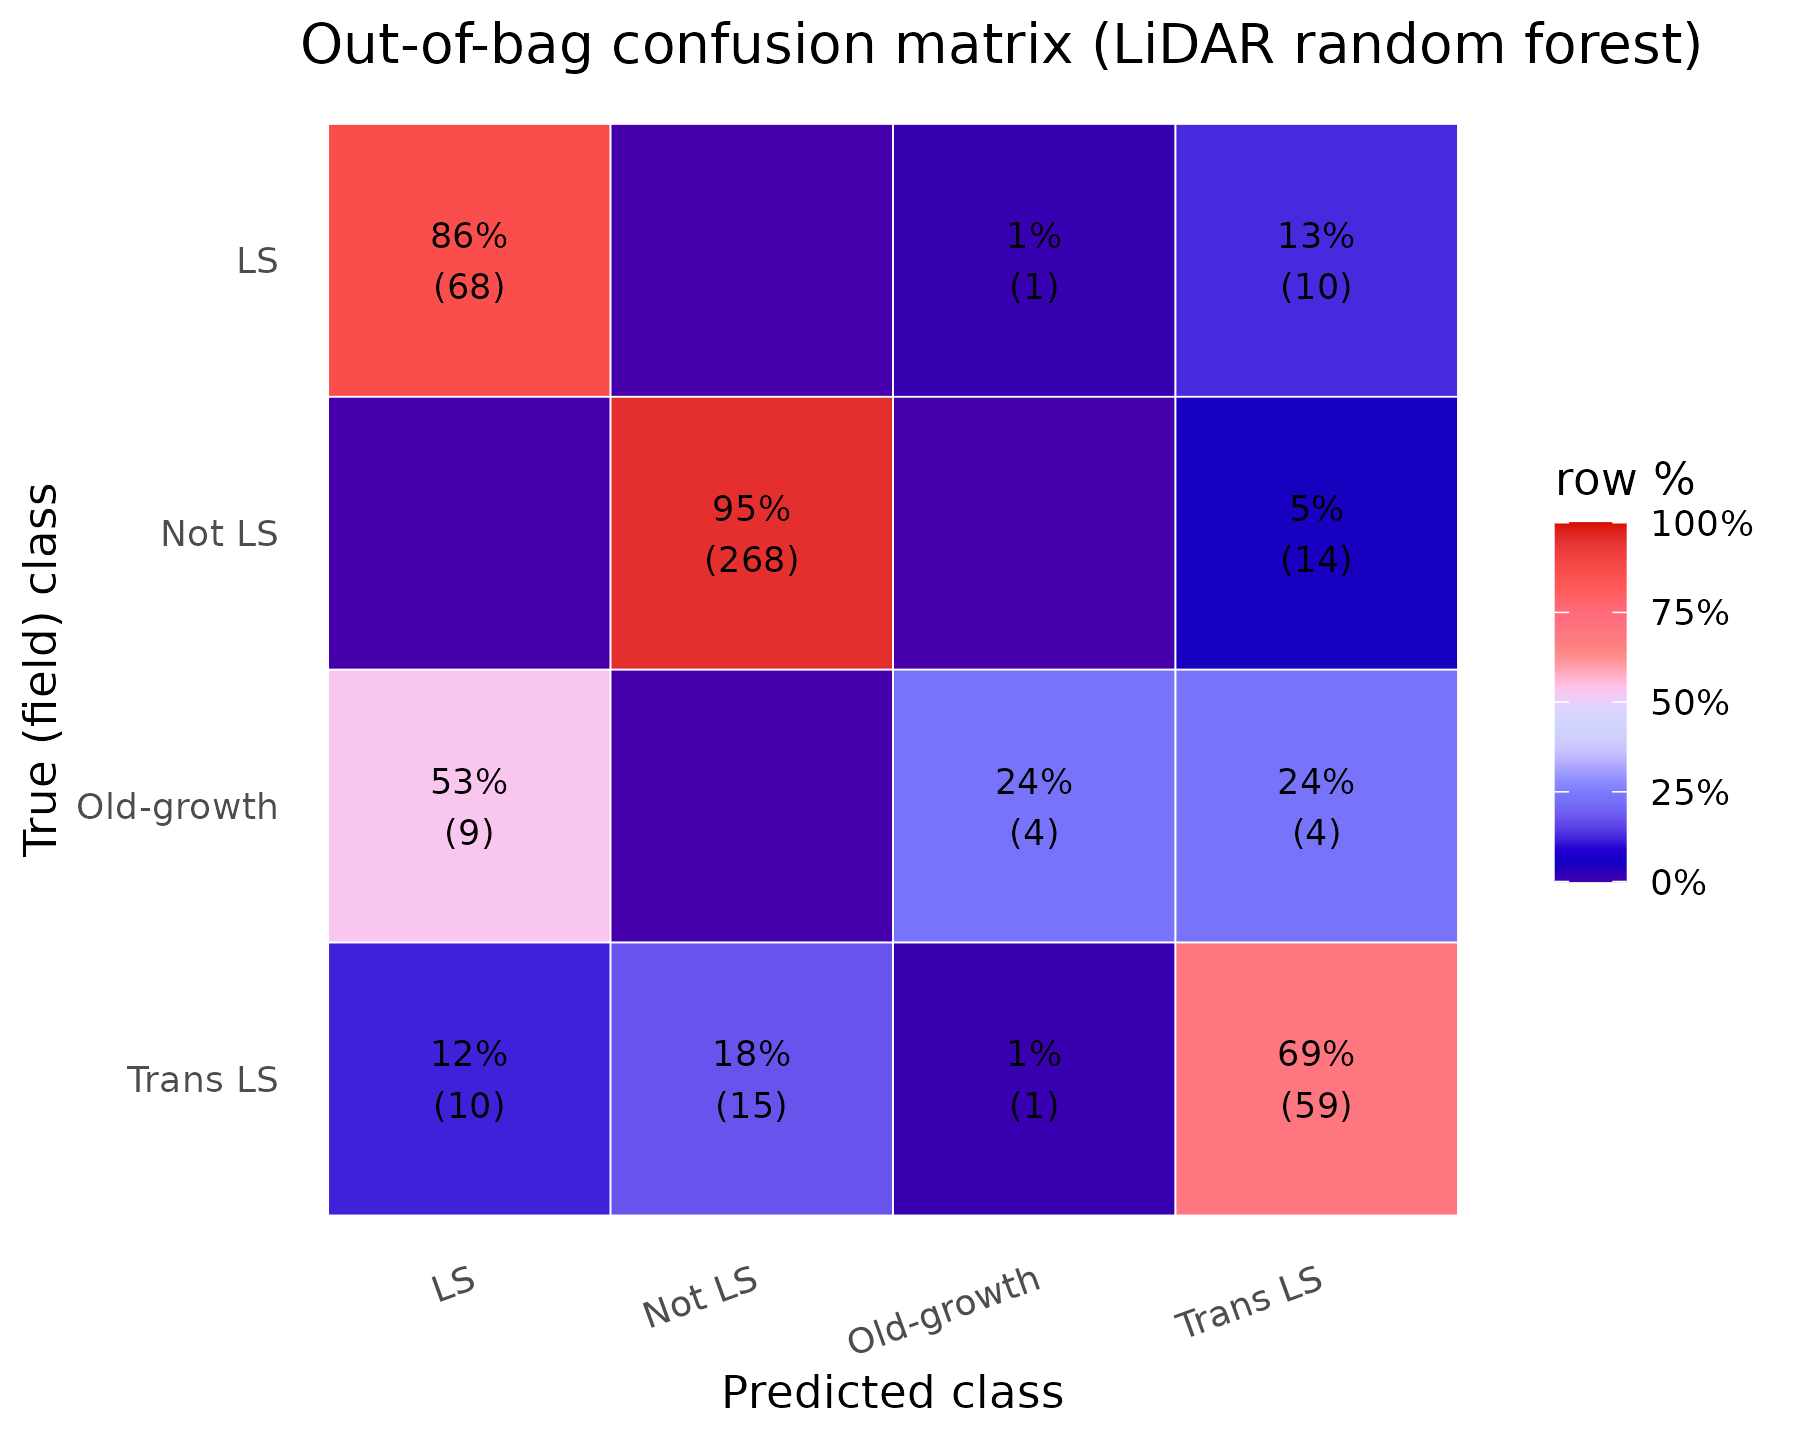 Out-of-bag confusion matrix (LiDAR random forest)
True (field) class
LS
86%
(68)
1%
(1)
13%
(10)
Not LS
95%
(268)
5%
(14)
Old-growth
53%
(9)
24%
(4)
24%
(4)
Trans LS
12%
(10)
18%
(15)
1%
(1)
69%
(59)
LS
Not LS
Old-growth
Trans LS
Predicted class
row %
100%
75%
50%
25%
0%